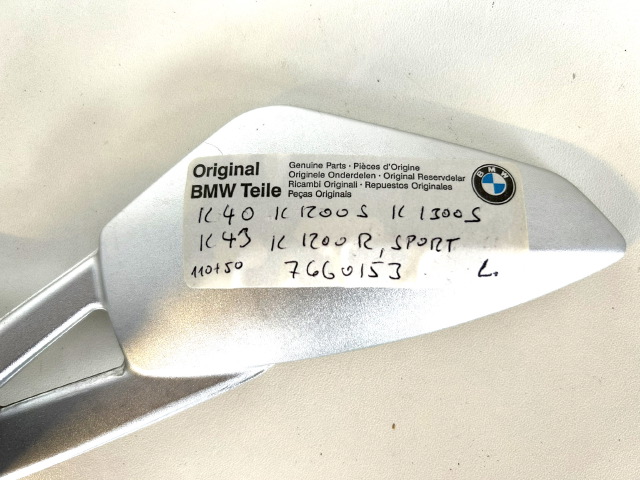 Original
BMW Teile
Genuine Parts · Pièces d'Origine
Originele Onderdelen · Original Reservdelar
Ricambi Originali · Repuestos Originales
Peças Originais
BMW
K40 K1200S K1300S
K43 K1200R, SPORT
110+50 7660153 L.